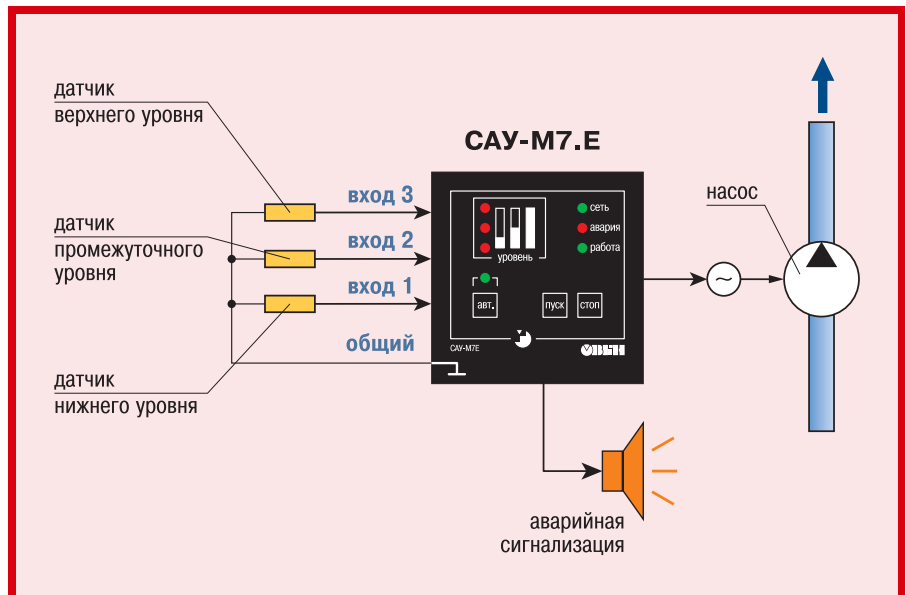 датчик
верхнего уровня
САУ-М7.Е
вход 3
датчик
промежуточного
уровня
вход 2
вход 1
общий
датчик
нижнего уровня
уровень
сеть
авария
работа
авт.
пуск
стоп
САУ-М7Е
ОВЕН
насос
~
аварийная
сигнализация